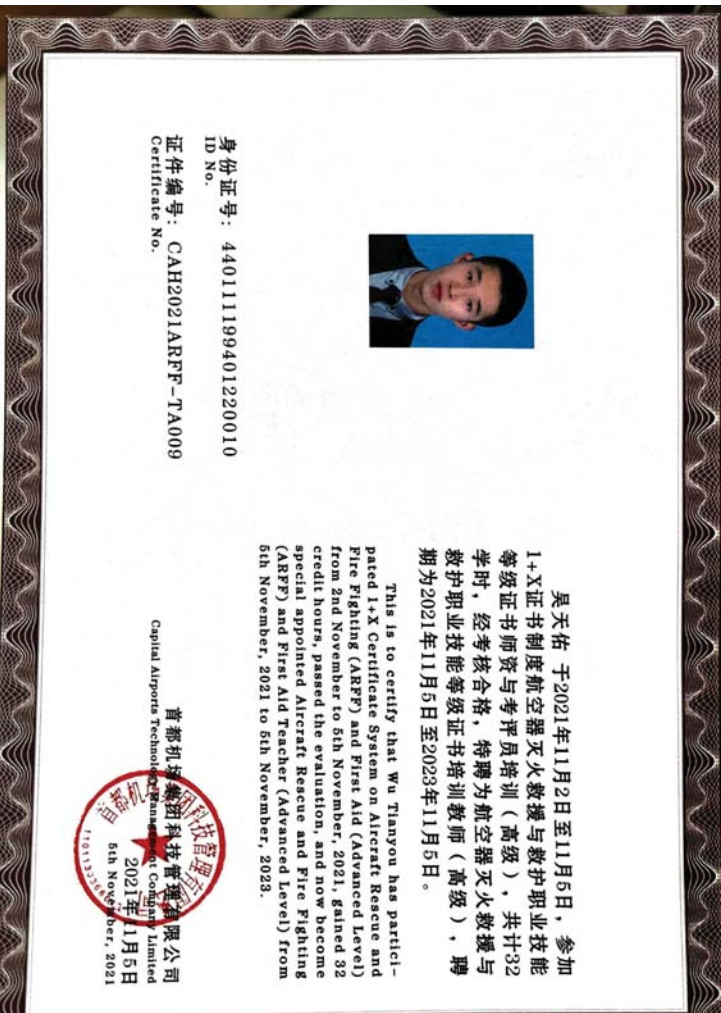 身份证号： 440111199401220010
ID No.
证件编号： CAH2021ARFF-TA009
Certificate No.
吴天佑 于2021年11月2日至11月5日，参加
1+X证书制度航空器灭火救援与救护职业技能
等级证书师资与考评员培训（高级），共计32
学时，经考核合格，特聘为航空器灭火救援与
救护职业技能等级证书培训教师（高级），聘
期为2021年11月5日至2023年11月5日。
This is to certify that Wu Tianyou has partici-
pated 1+X Certificate System on Aircraft Rescue and
Fire Fighting (ARFF) and First Aid (Advanced Level)
from 2nd November to 5th November, 2021, gained 32
credit hours, passed the evaluation, and now become
special appointed Aircraft Rescue and Fire Fighting
(ARFF) and First Aid Teacher (Advanced Level) from
5th November, 2021 to 5th November, 2023.
首都机场集团科技管理有限公司
Capital Airports Technology Management Company Limited
2021年11月5日
5th November, 2021